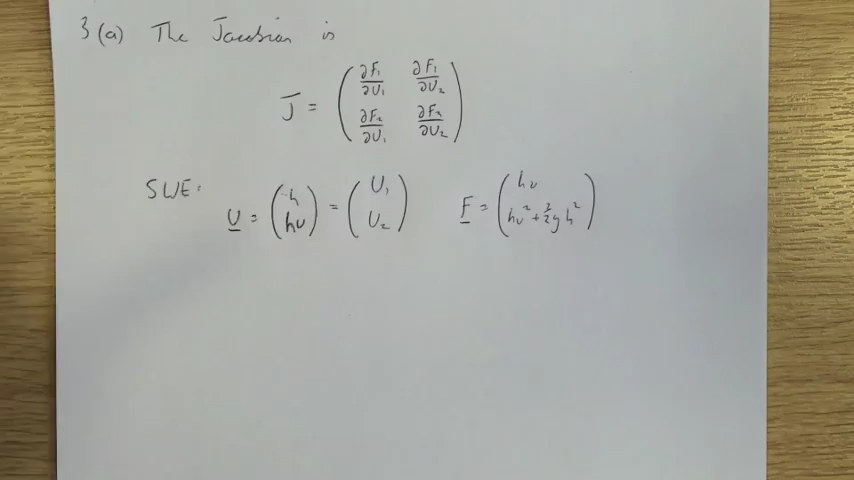 3 (a) The Jacobian is
J = ( ∂F₁/∂U₁ ∂F₁/∂U₂
∂F₂/∂U₁ ∂F₂/∂U₂ )
SWE: U = ( h hv ) = ( U₁ U₂ ) F = ( hv hv² + ½gh² )